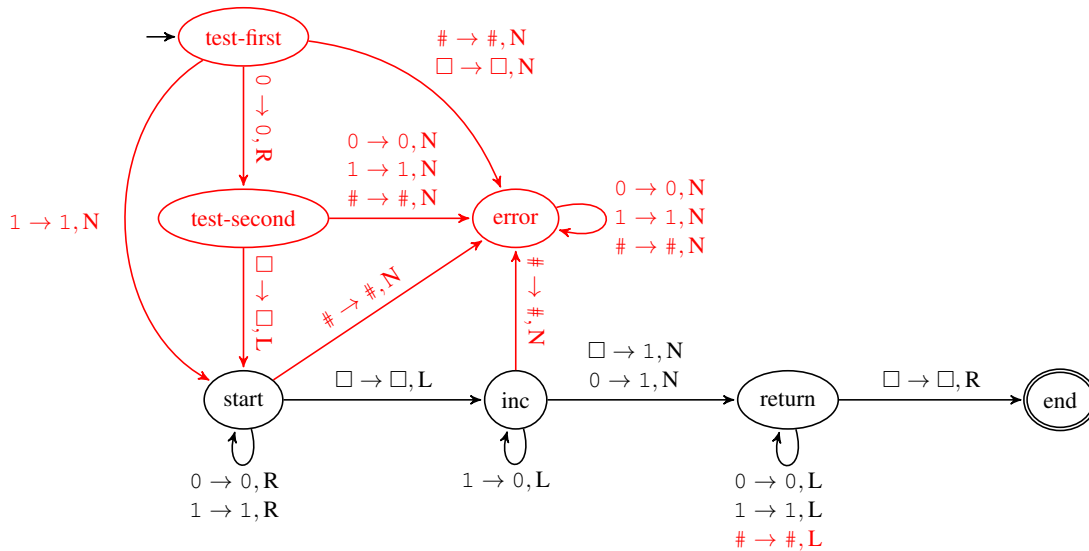 test-first
# → #, N
□ → □, N
0 → 0, R
0 → 0, N
1 → 1, N
# → #, N
1 → 1, N
test-second
error
0 → 0, N
1 → 1, N
# → #, N
□ → □, L
# → #, N
# → #, N
□ → 1, N
0 → 1, N
start
□ → □, L
inc
return
□ → □, R
end
0 → 0, R
1 → 1, R
1 → 0, L
0 → 0, L
1 → 1, L
# → #, L